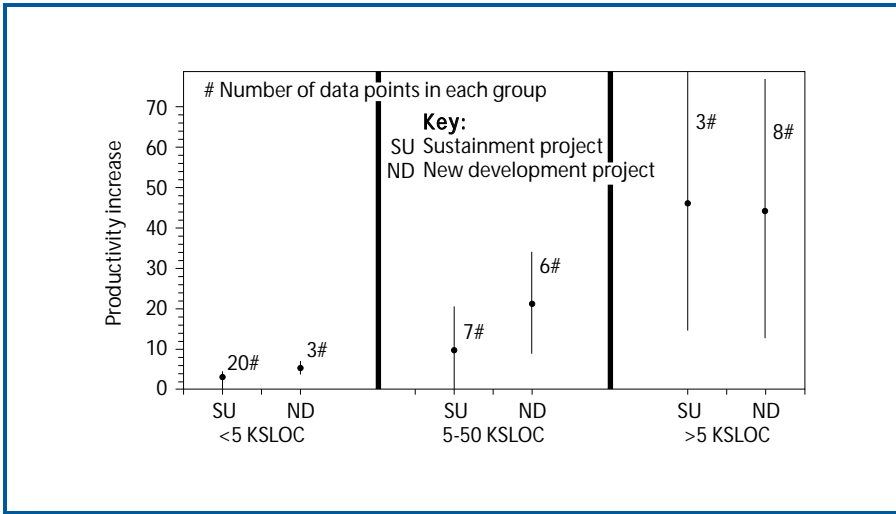 # Number of data points in each group
Key:
SU Sustainment project
ND New development project
Productivity increase
70
60
50
40
30
20
10
0
20#
3#
7#
6#
3#
8#
SU ND SU ND SU ND
<5 KSLOC 5-50 KSLOC >5 KSLOC